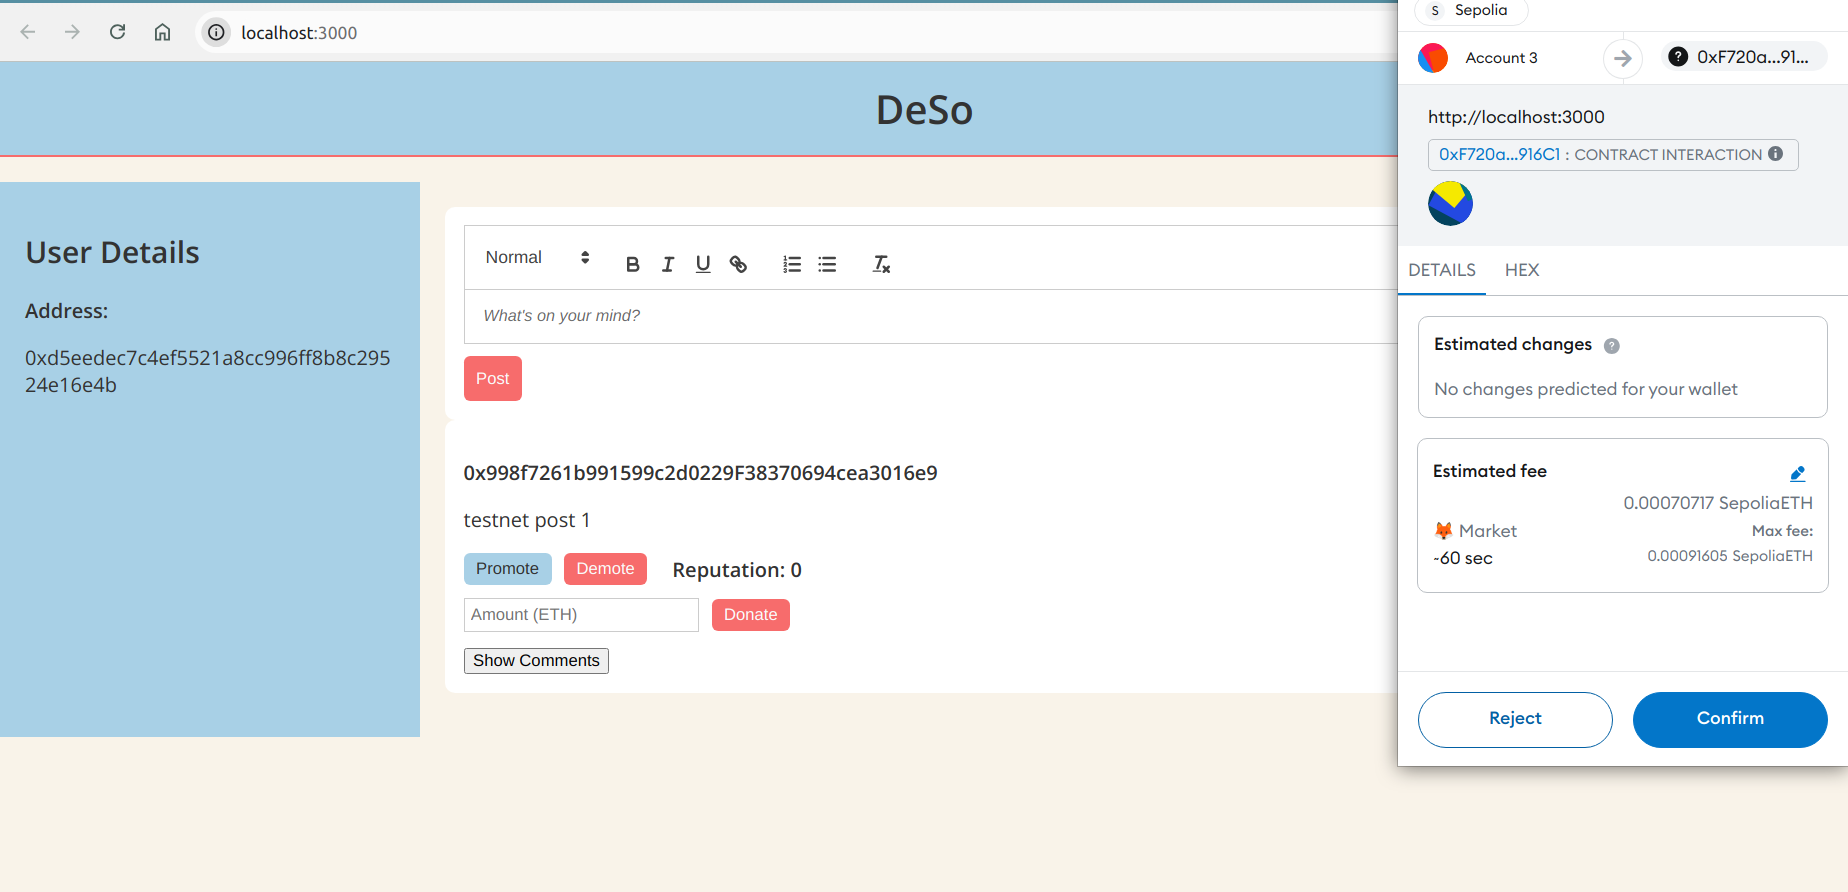 localhost:3000
DeSo
User Details
Address:
0xd5eedec7c4ef5521a8cc996ff8b8c295
24e16e4b
Normal
What's on your mind?
Post
0x998f7261b991599c2d0229F38370694cea3016e9
testnet post 1
Promote Demote Reputation: 0
Amount (ETH) Donate
Show Comments
S Sepolia
Account 3 ? 0xF720a...91...
http://localhost:3000
0xF720a...916C1 : CONTRACT INTERACTION
DETAILS HEX
Estimated changes ?
No changes predicted for your wallet
Estimated fee
0.00070717 SepoliaETH
Market Max fee:
~60 sec 0.00091605 SepoliaETH
Reject Confirm